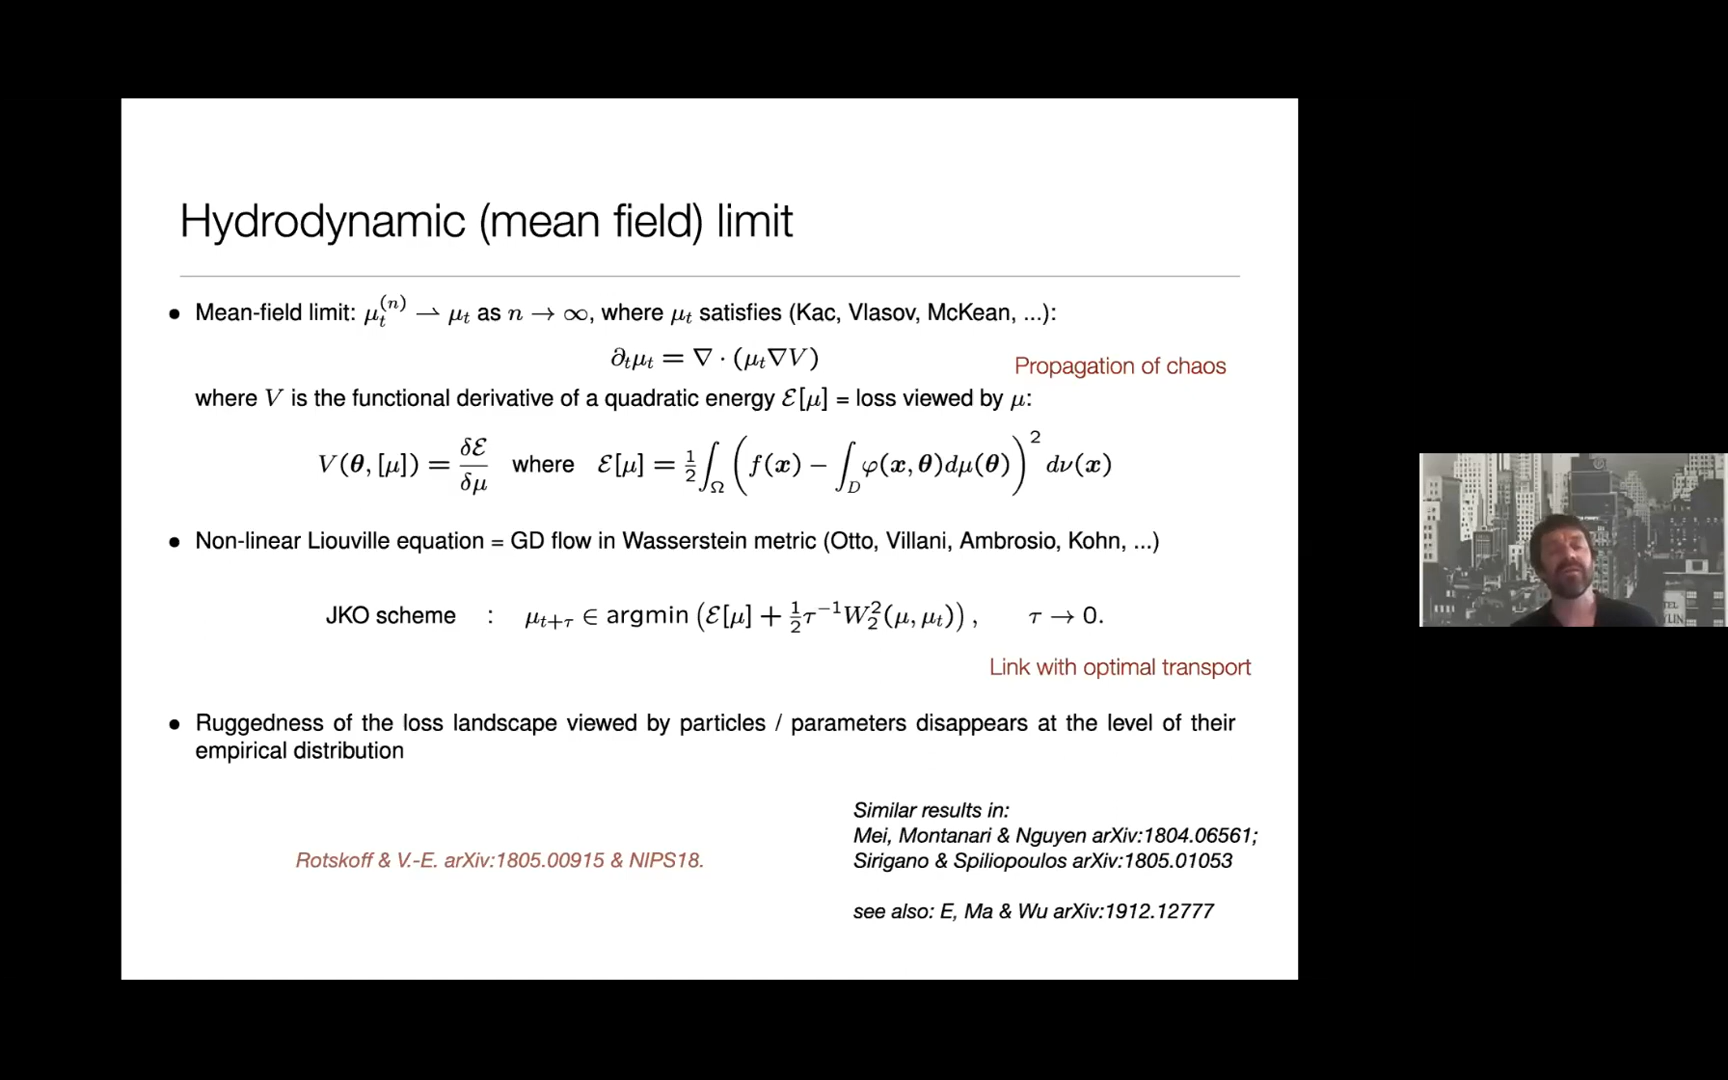 Hydrodynamic (mean field) limit
• Mean-field limit: μ_t^{(n)} ⇀ μ_t as n → ∞, where μ_t satisfies (Kac, Vlasov, McKean, ...):
∂_tμ_t = ∇ · (μ_t∇V)
Propagation of chaos
where V is the functional derivative of a quadratic energy ℰ[μ] = loss viewed by μ:
V(θ, [μ]) = δℰ/δμ where ℰ[μ] = ½∫_Ω (f(x) − ∫_D φ(x, θ)dμ(θ))² dν(x)
• Non-linear Liouville equation = GD flow in Wasserstein metric (Otto, Villani, Ambrosio, Kohn, ...)
JKO scheme : μ_{t+τ} ∈ argmin (ℰ[μ] + ½τ⁻¹W₂²(μ, μ_t)), τ → 0.
Link with optimal transport
• Ruggedness of the loss landscape viewed by particles / parameters disappears at the level of their
empirical distribution
Similar results in:
Mei, Montanari & Nguyen arXiv:1804.06561;
Rotskoff & V.-E. arXiv:1805.00915 & NIPS18.
Sirigano & Spiliopoulos arXiv:1805.01053
see also: E, Ma & Wu arXiv:1912.12777